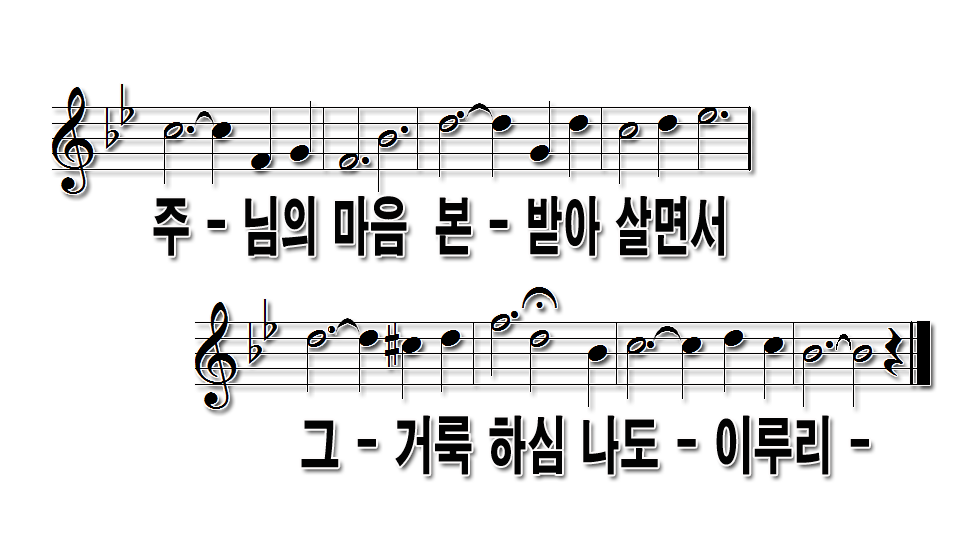 주 - 님의 마음 본 - 받아 살면서
그 - 거룩 하심 나도 - 이루리 -